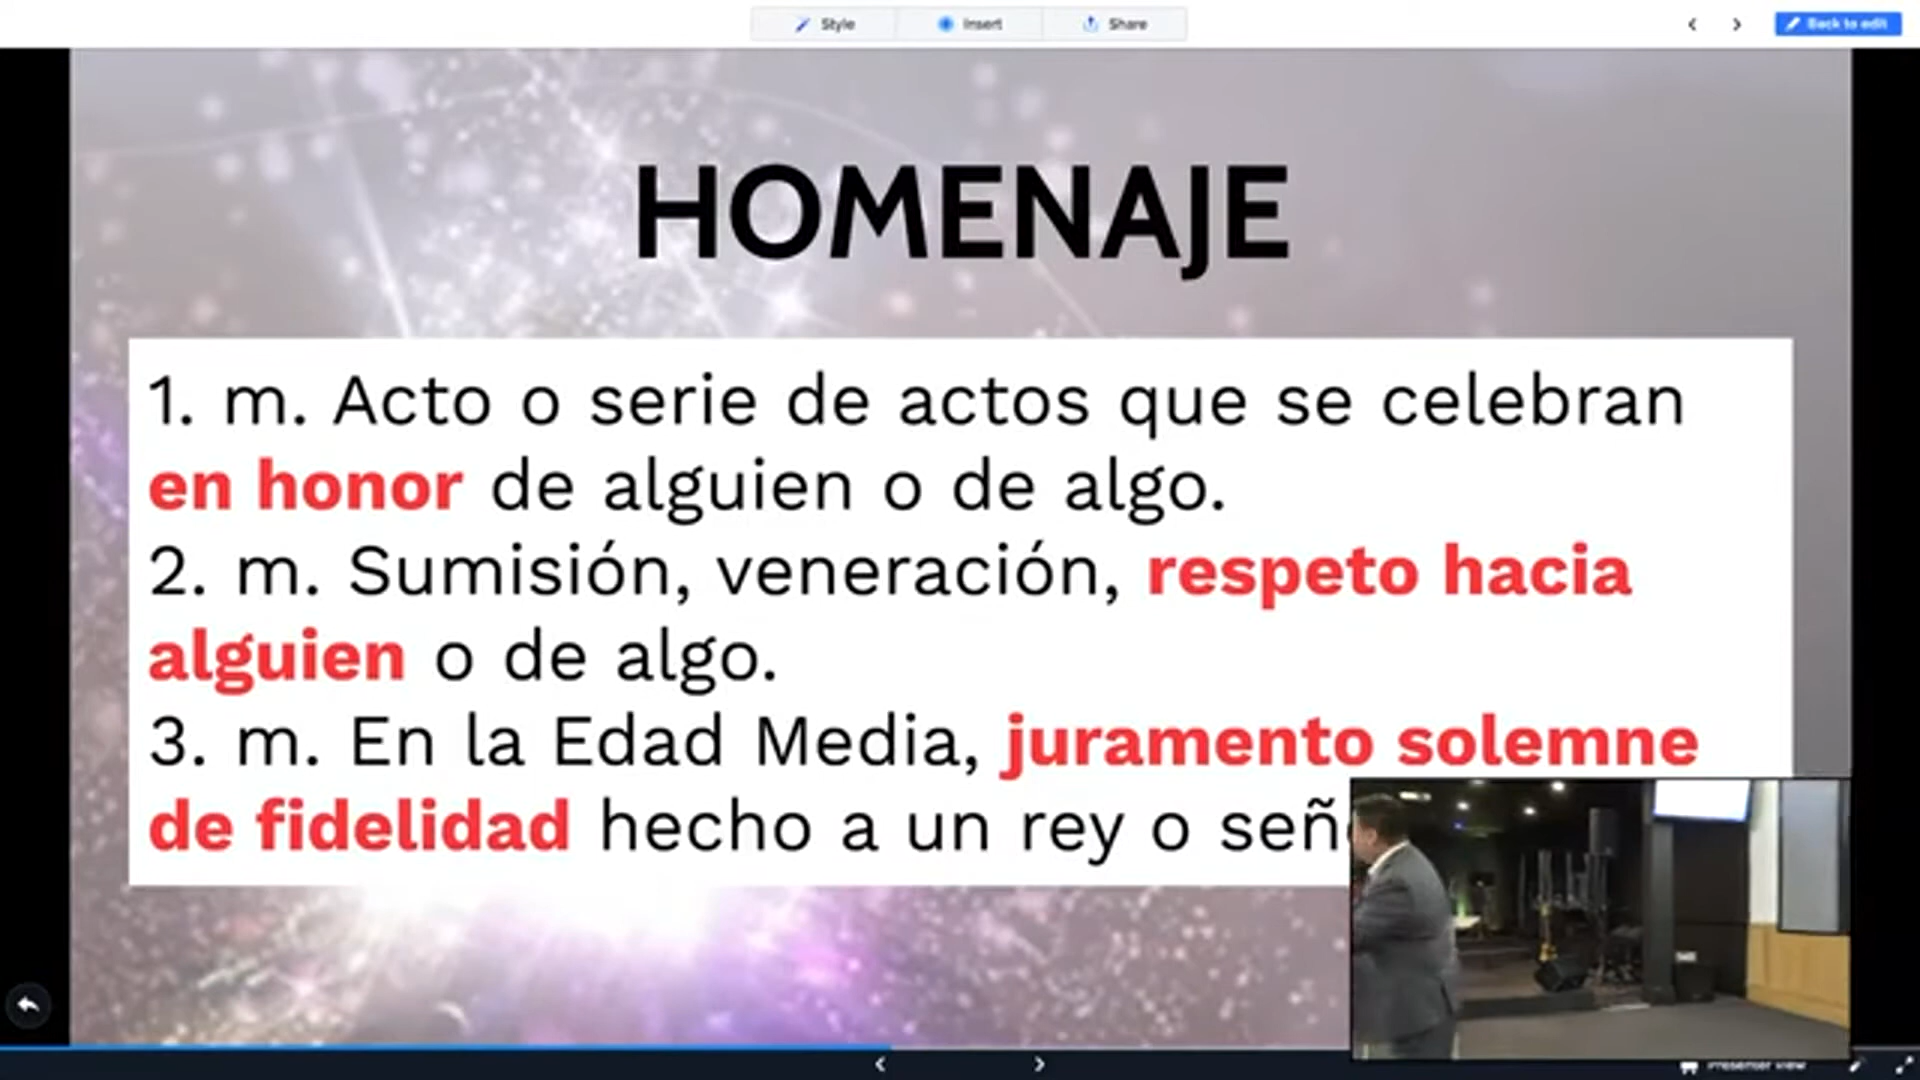 Style
Insert
Share
Back to edit
HOMENAJE
1. m. Acto o serie de actos que se celebran
en honor de alguien o de algo.
2. m. Sumisión, veneración, respeto hacia
alguien o de algo.
3. m. En la Edad Media, juramento solemne
de fidelidad hecho a un rey o
Presenter view